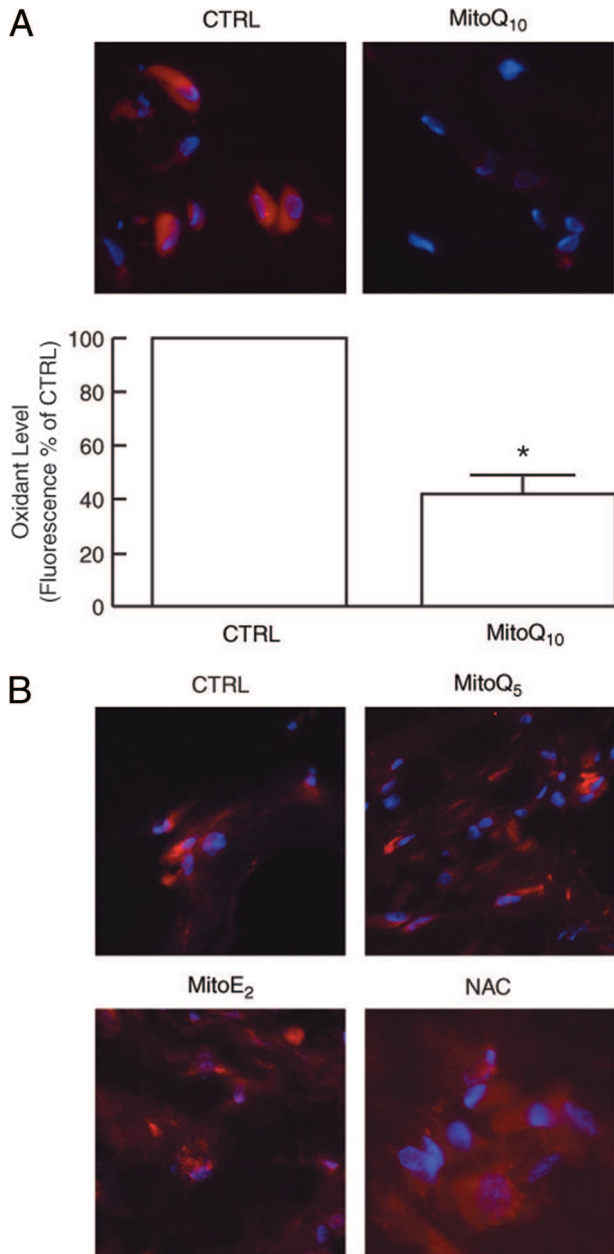 A
CTRL MitoQ₁₀
Oxidant Level
(Fluorescence % of CTRL)
100
80
60
40
20
0
*
CTRL MitoQ₁₀
B
CTRL MitoQ₅
MitoE₂ NAC